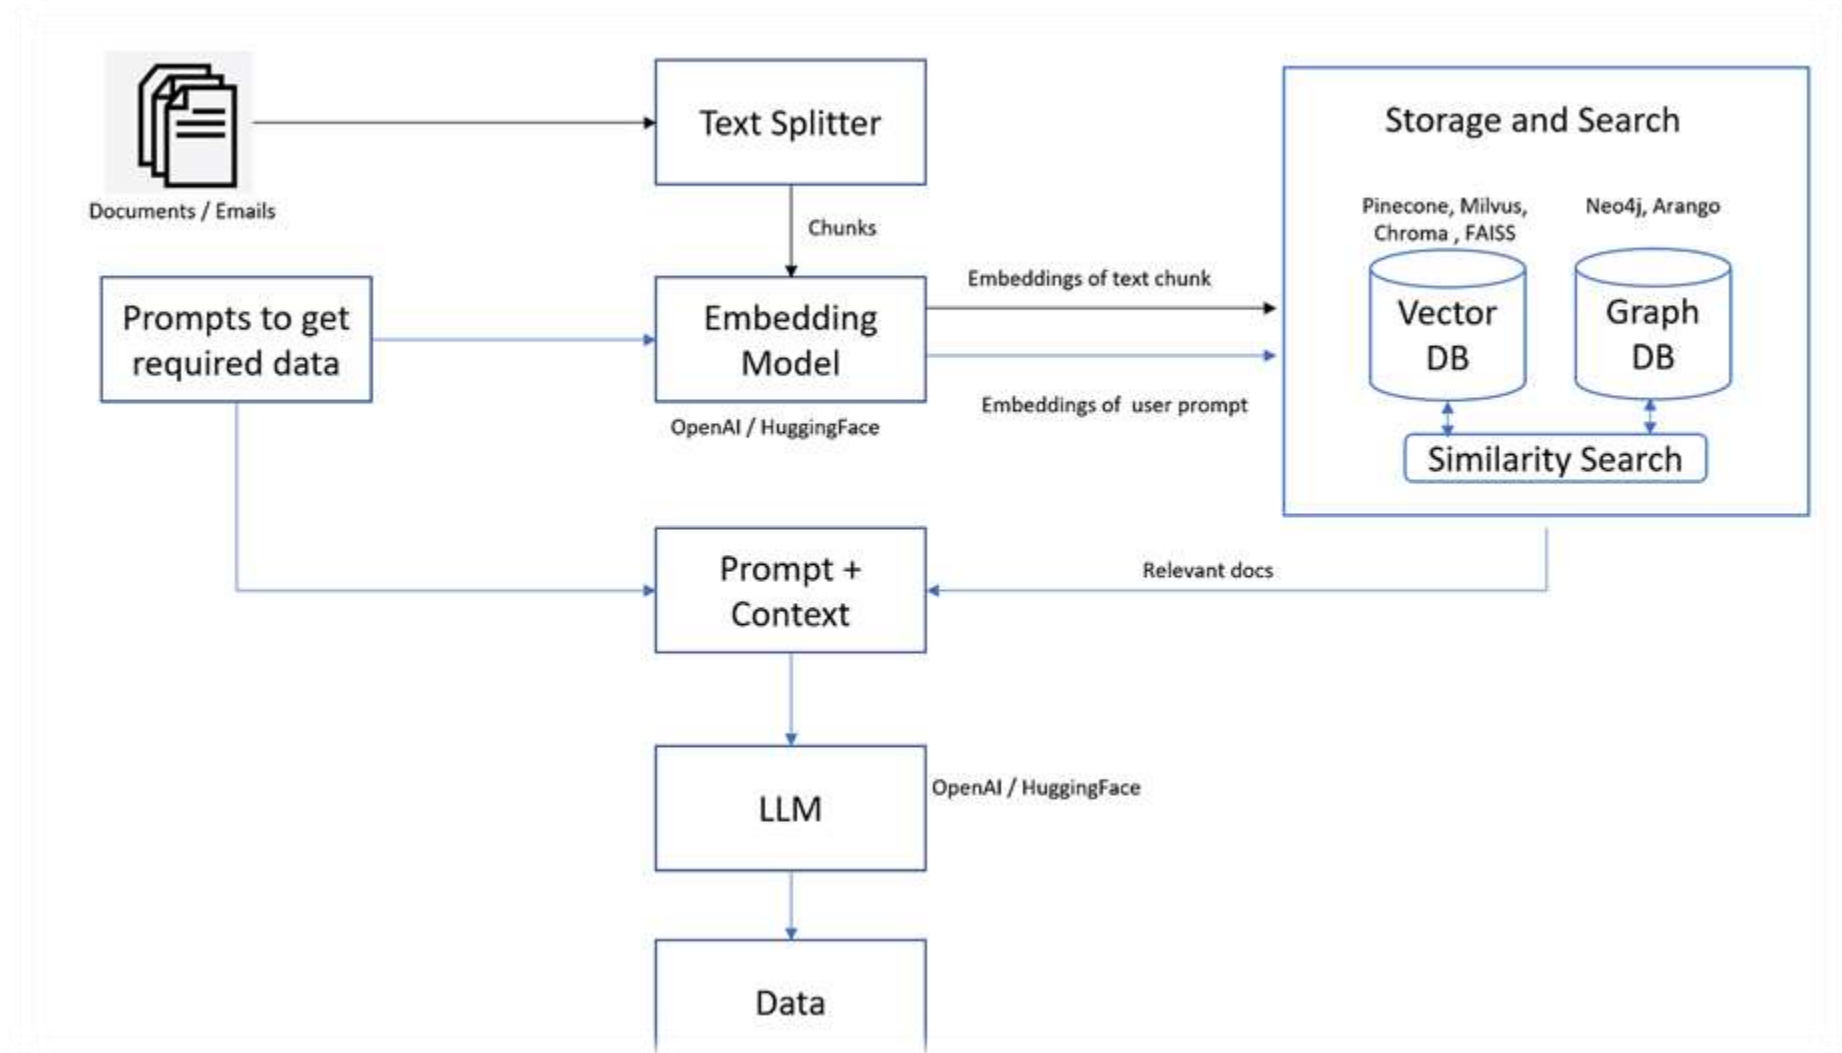 Documents / Emails
Text Splitter
Chunks
Prompts to get
required data
Embedding
Model
OpenAI / HuggingFace
Embeddings of text chunk
Embeddings of user prompt
Storage and Search
Pinecone, Milvus,
Chroma , FAISS
Neo4j, Arango
Vector
DB
Graph
DB
Similarity Search
Relevant docs
Prompt +
Context
LLM
OpenAI / HuggingFace
Data